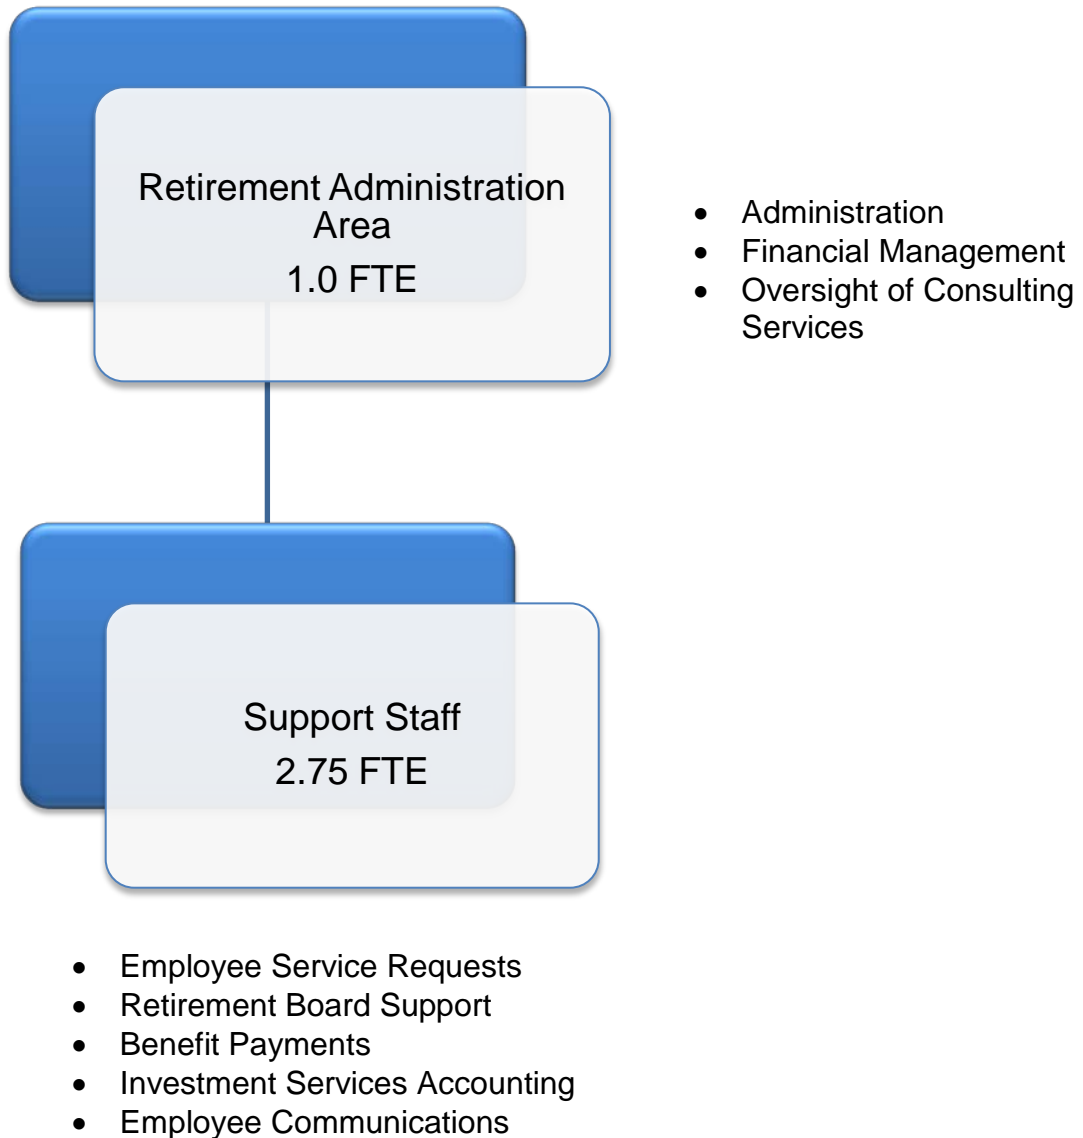 Retirement Administration
Area
1.0 FTE
• Administration
• Financial Management
• Oversight of Consulting
Services
Support Staff
2.75 FTE
• Employee Service Requests
• Retirement Board Support
• Benefit Payments
• Investment Services Accounting
• Employee Communications